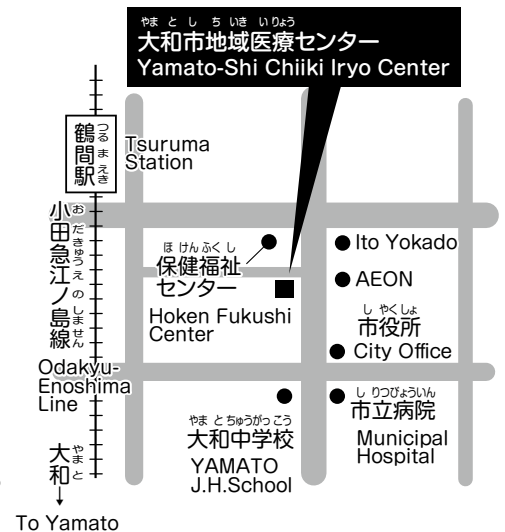 やまとしちいきいりょう
大和市地域医療センター
Yamato-Shi Chiiki Iryo Center
つるまえき
鶴間駅
Tsuruma
Station
おだきゅうえのしません
小田急江ノ島線
Odakyu-
Enoshima
Line
ほけんふくし
保健福祉
センター
Hoken Fukushi
Center
Ito Yokado
AEON
しやくしょ
市役所
City Office
やまとちゅうがっこう
大和中学校
YAMATO
J.H.School
しりつびょういん
市立病院
Municipal
Hospital
やまと
大和
To Yamato